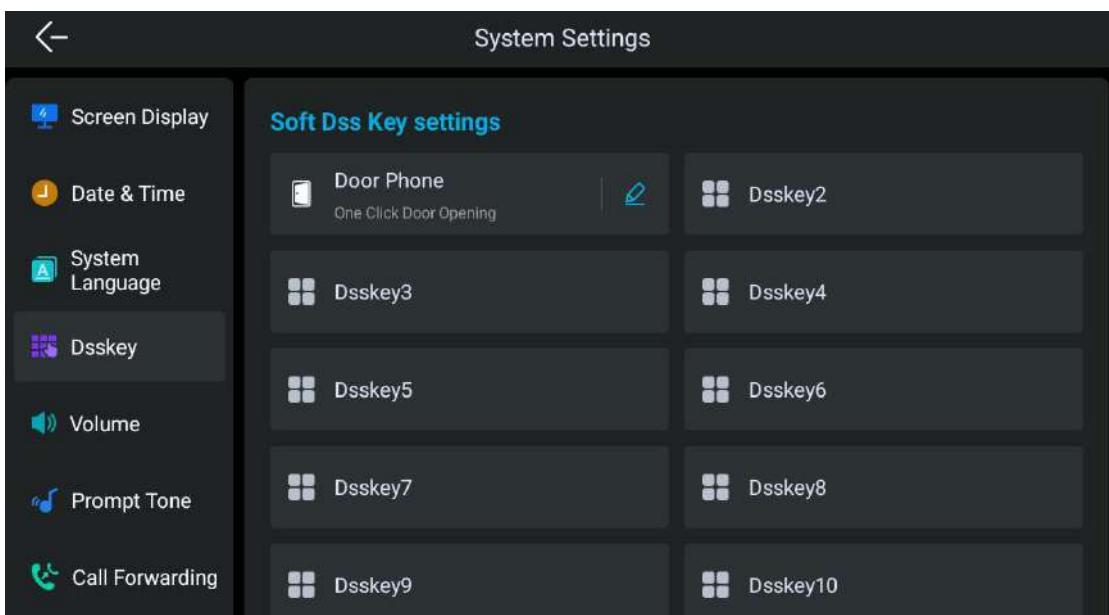 System Settings
Screen Display
Date & Time
System
Language
Dsskey
Volume
Prompt Tone
Call Forwarding
Soft Dss Key settings
Door Phone
One Click Door Opening
Dsskey2
Dsskey3
Dsskey4
Dsskey5
Dsskey6
Dsskey7
Dsskey8
Dsskey9
Dsskey10